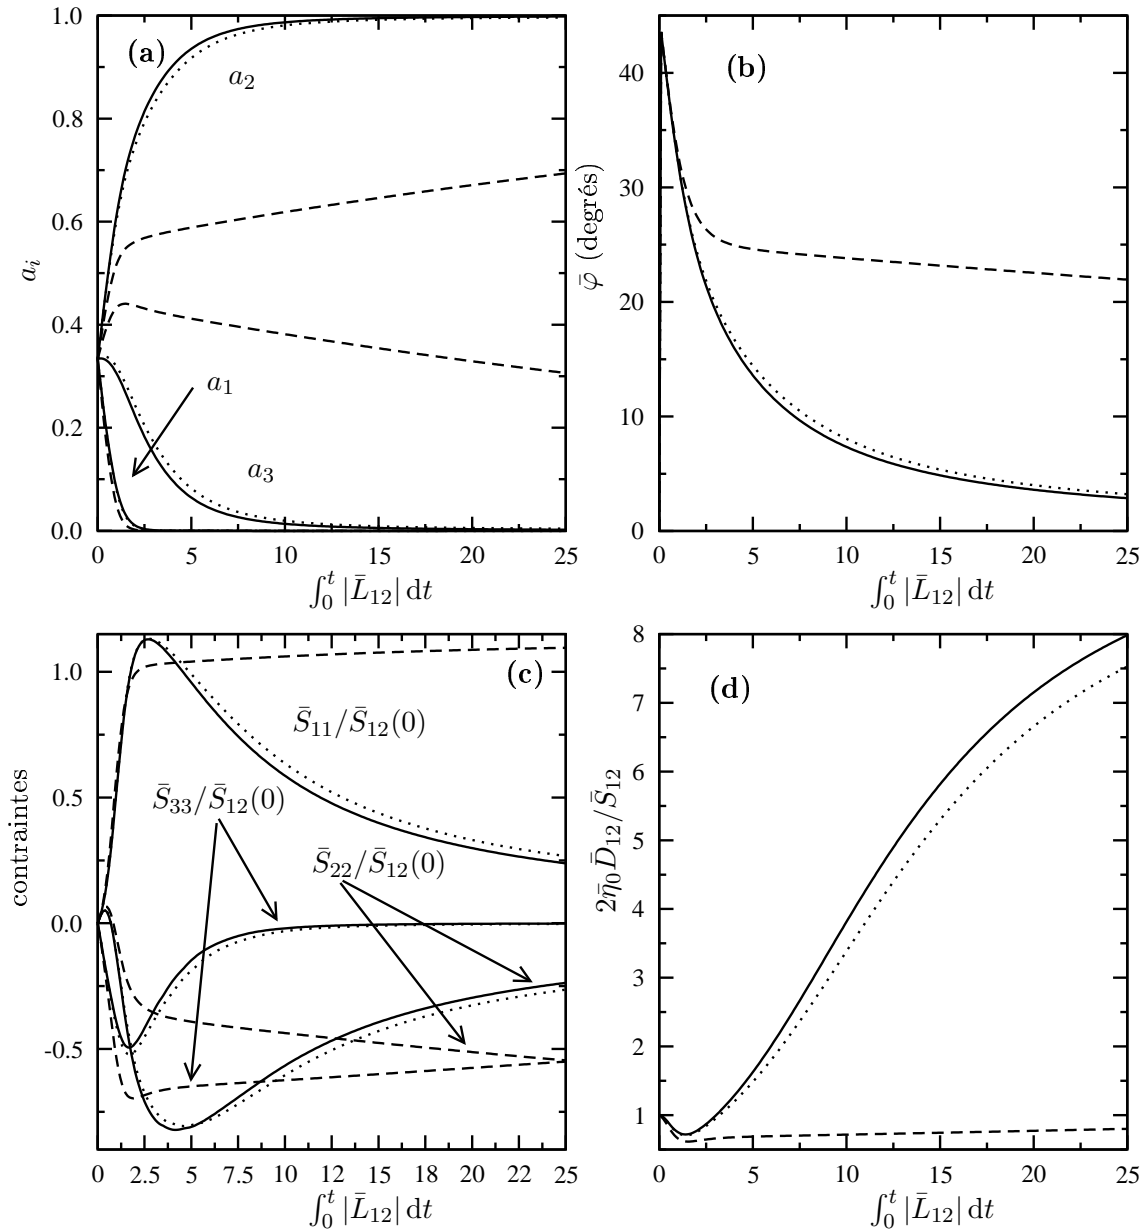 (a)
a_2
a_1
a_3
a_i
1.0
0.8
0.6
0.4
0.2
0.0
0 5 10 15 20 25
∫_0^t |L̄_12| dt
(b)
φ̄ (degrés)
40
30
20
10
0
0 5 10 15 20 25
∫_0^t |L̄_12| dt
(c)
S̄_11/S̄_12(0)
S̄_33/S̄_12(0)
S̄_22/S̄_12(0)
contraintes
1.0
0.5
0.0
-0.5
0 2.5 5 7.5 10 12.5 15 17.5 20 22 25
∫_0^t |L̄_12| dt
(d)
2η̄_0 D̄_12/S̄_12
8
7
6
5
4
3
2
1
0
0 5 10 15 20 25
∫_0^t |L̄_12| dt